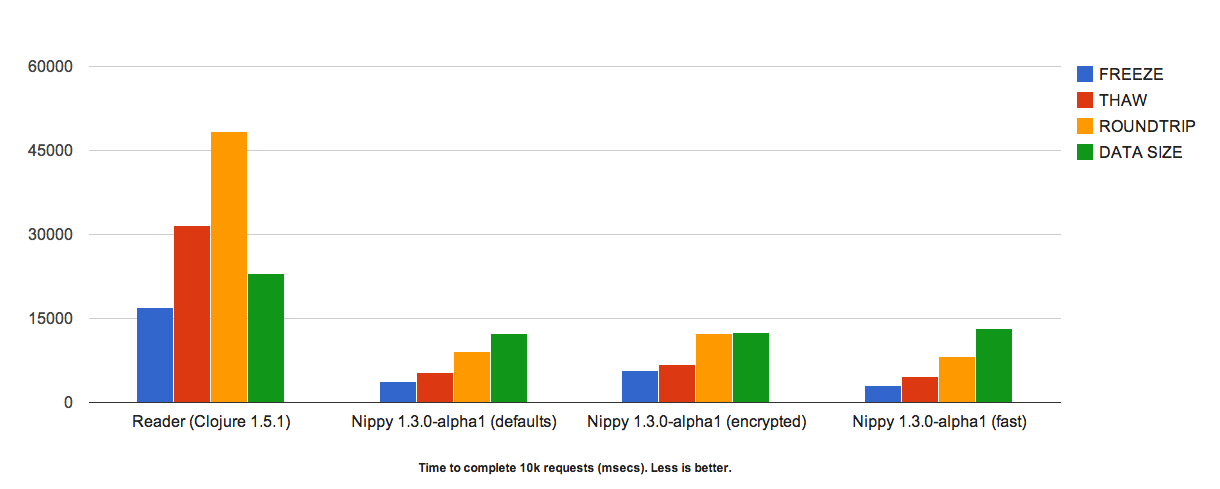 60000
45000
30000
15000
0
FREEZE
THAW
ROUNDTRIP
DATA SIZE
Reader (Clojure 1.5.1)
Nippy 1.3.0-alpha1 (defaults)
Nippy 1.3.0-alpha1 (encrypted)
Nippy 1.3.0-alpha1 (fast)
Time to complete 10k requests (msecs). Less is better.